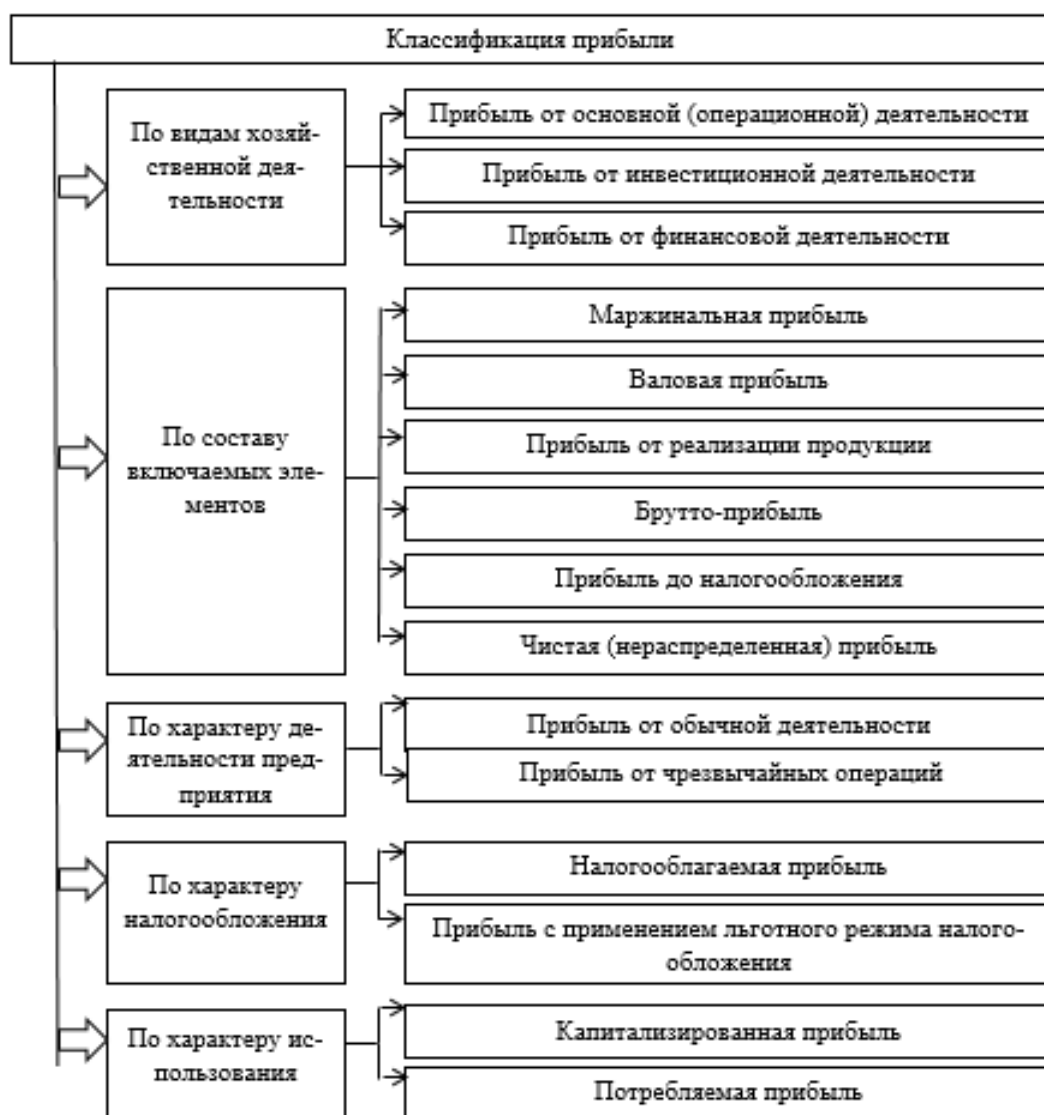 Классификация прибыли
По видам хозяй-
ственной дея-
тельности
Прибыль от основной (операционной) деятельности
Прибыль от инвестиционной деятельности
Прибыль от финансовой деятельности
По составу
включаемых эле-
ментов
Маржинальная прибыль
Валовая прибыль
Прибыль от реализации продукции
Брутто-прибыль
Прибыль до налогообложения
Чистая (нераспределенная) прибыль
По характеру де-
ятельности пред-
приятия
Прибыль от обычной деятельности
Прибыль от чрезвычайных операций
По характеру
налогообложения
Налогооблагаемая прибыль
Прибыль с применением льготного режима налого-
обложения
По характеру ис-
пользования
Капитализированная прибыль
Потребляемая прибыль